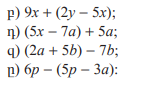 р) 9x + (2y – 5x);
ղ) (5x – 7a) + 5a;
q) (2a + 5b) – 7b;
ը) 6p – (5p – 3a):